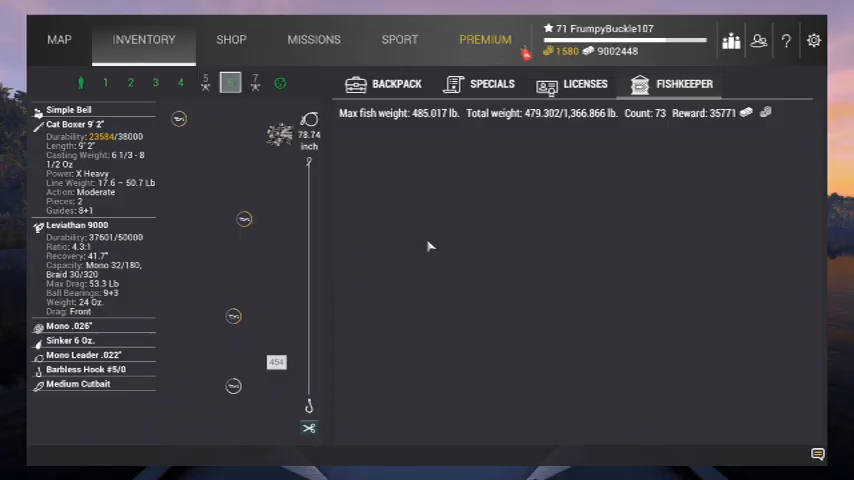 MAP
INVENTORY
SHOP
MISSIONS
SPORT
PREMIUM
71 FrumpyBuckle107
1580 9002448
?
1 2 3 4 5 7
BACKPACK
SPECIALS
LICENSES
FISHKEEPER
Max fish weight: 485.017 lb. Total weight: 479.302/1,366.866 lb. Count: 73 Reward: 35771
Simple Bell
Cat Boxer 9' 2"
Durability: 23584/38000
Length: 9' 2"
Casting Weight: 6 1/3 - 8
1/2 Oz
Power: X Heavy
Line Weight: 17.6 – 50.7 Lb
Action: Moderate
Pieces: 2
Guides: 8+1
Leviathan 9000
Durability: 37601/50000
Ratio: 4.3:1
Recovery: 41.7"
Capacity: Mono 32/180,
Braid 30/320
Max Drag: 53.3 Lb
Ball Bearings: 9+3
Weight: 24 Oz.
Drag: Front
Mono .026"
Sinker 6 Oz.
Mono Leader .022"
Barbless Hook #5/0
Medium Cutbait
78.74
inch
454